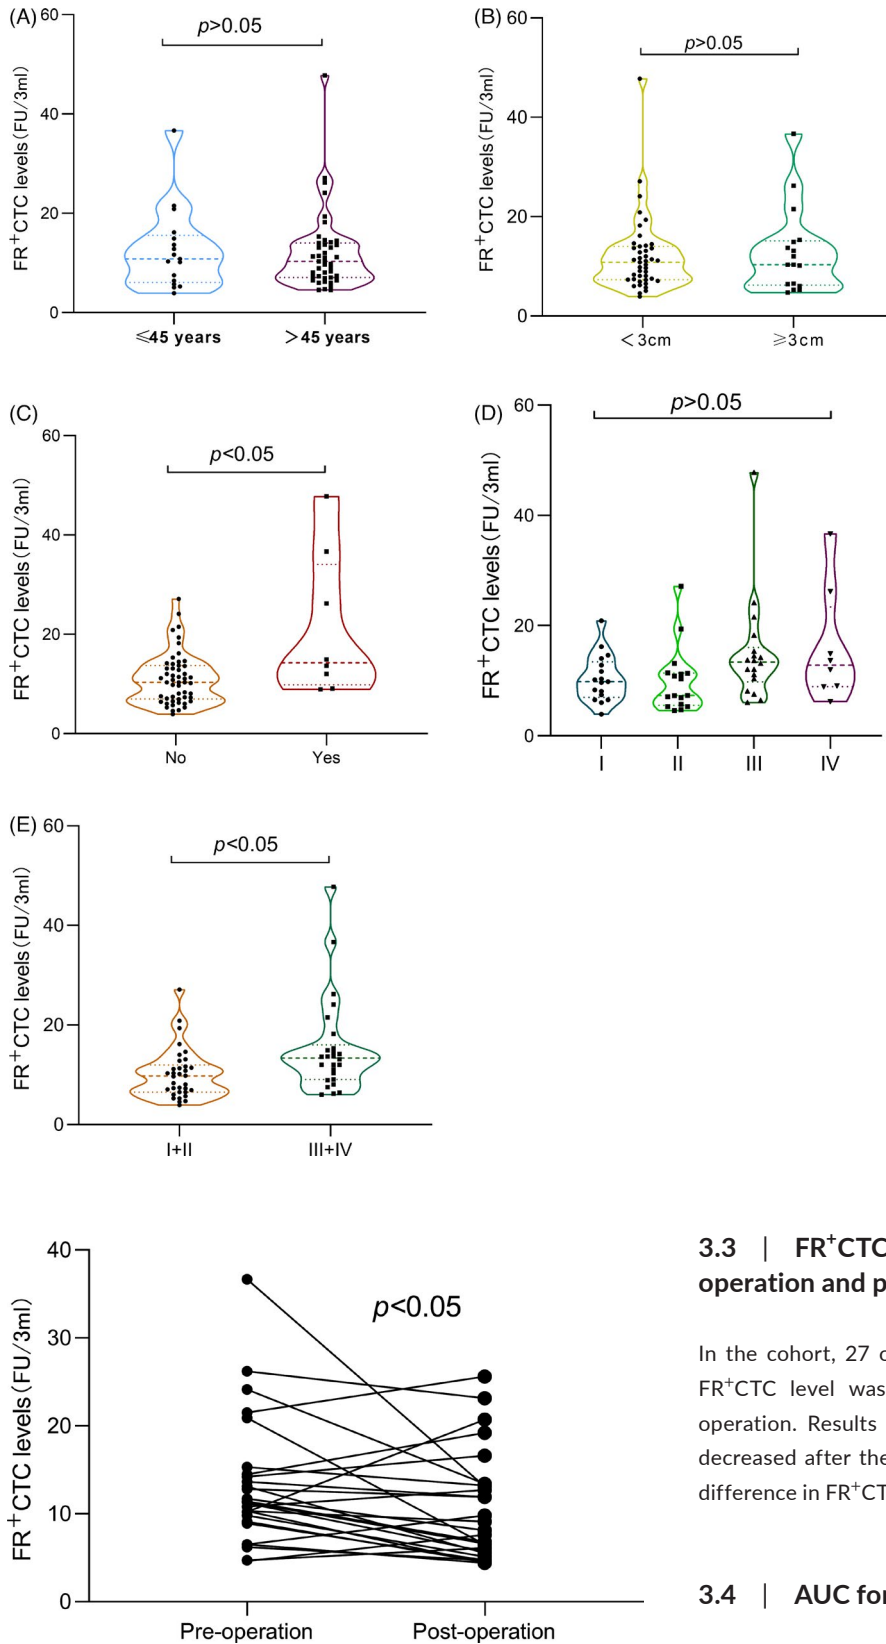 (A)
60
40
20
0
FR+CTC levels(FU/3ml)
p>0.05
≤45 years
>45 years
(B)
60
40
20
0
FR+CTC levels(FU/3ml)
p>0.05
<3cm
≥3cm
(C)
60
40
20
0
FR+CTC levels(FU/3ml)
p<0.05
No
Yes
(D)
60
40
20
0
FR+CTC levels(FU/3ml)
p>0.05
I
II
III
IV
(E)
60
40
20
0
FR+CTC levels(FU/3ml)
p<0.05
I+II
III+IV
40
30
20
10
0
FR+CTC levels(FU/3ml)
p<0.05
Pre-operation
Post-operation
3.3 | FR+CTC
operation and p
In the cohort, 27 o
FR+CTC level was
operation. Results
decreased after the
difference in FR+CT
3.4 | AUC for